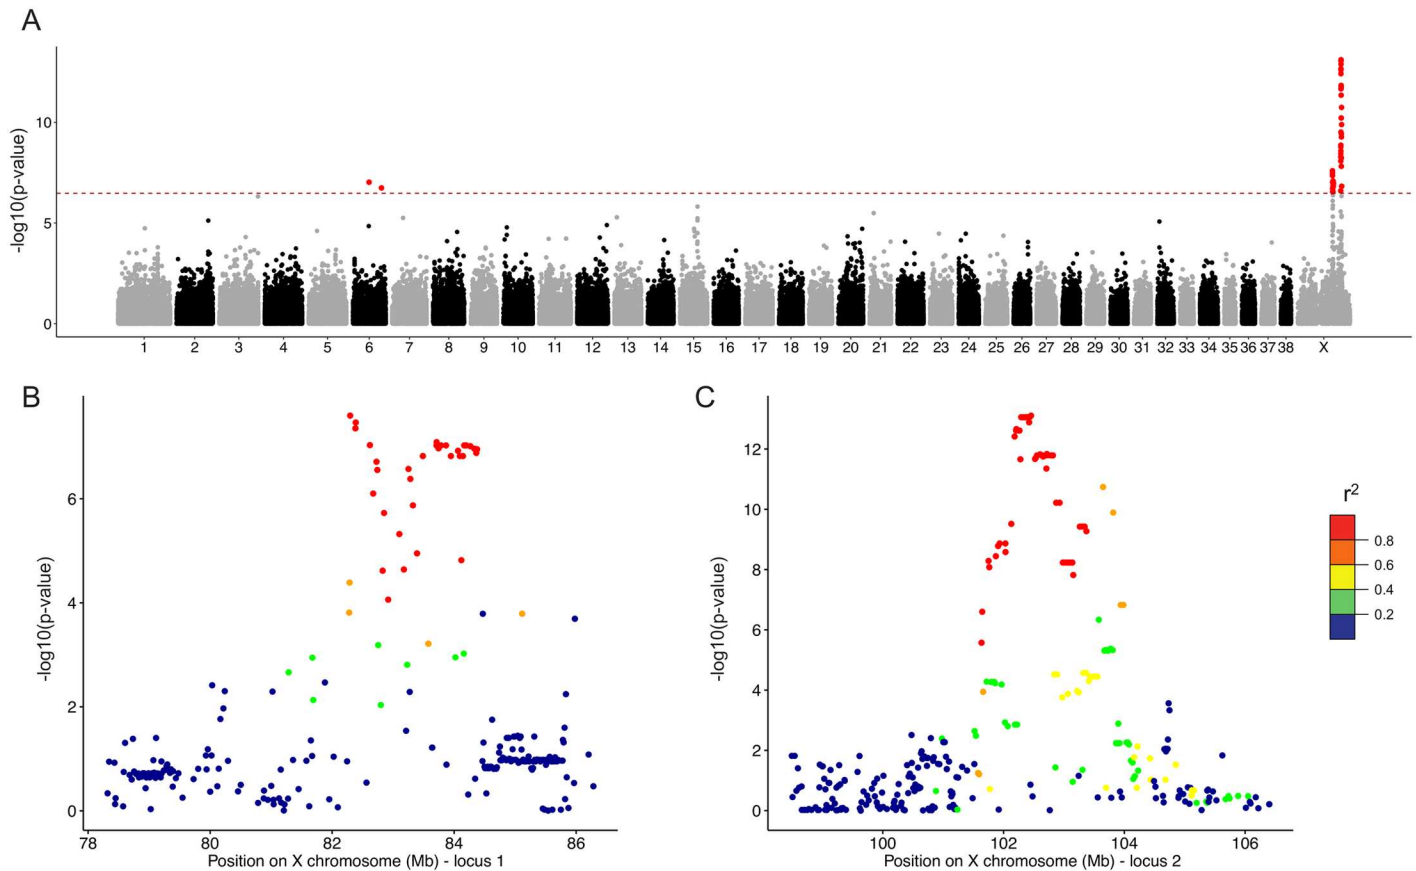 A
-log10(p-value)
10
5
0
1 2 3 4 5 6 7 8 9 10 11 12 13 14 15 16 17 18 19 20 21 22 23 24 25 26 27 28 29 30 31 32 33 34 35 36 37 38 X
B
-log10(p-value)
6
4
2
0
78 80 82 84 86
Position on X chromosome (Mb) - locus 1
C
-log10(p-value)
12
10
8
6
4
2
0
100 102 104 106
Position on X chromosome (Mb) - locus 2
r²
0.8
0.6
0.4
0.2